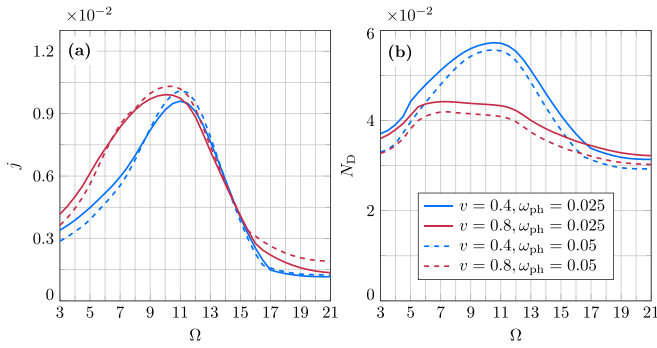 ×10⁻²
(a)
1.2
0.9
0.6
0.3
0
j
3 5 7 9 11 13 15 17 19 21
Ω
×10⁻²
(b)
6
4
2
0
N_D
v = 0.4, ω_ph = 0.025
v = 0.8, ω_ph = 0.025
v = 0.4, ω_ph = 0.05
v = 0.8, ω_ph = 0.05
3 5 7 9 11 13 15 17 19 21
Ω